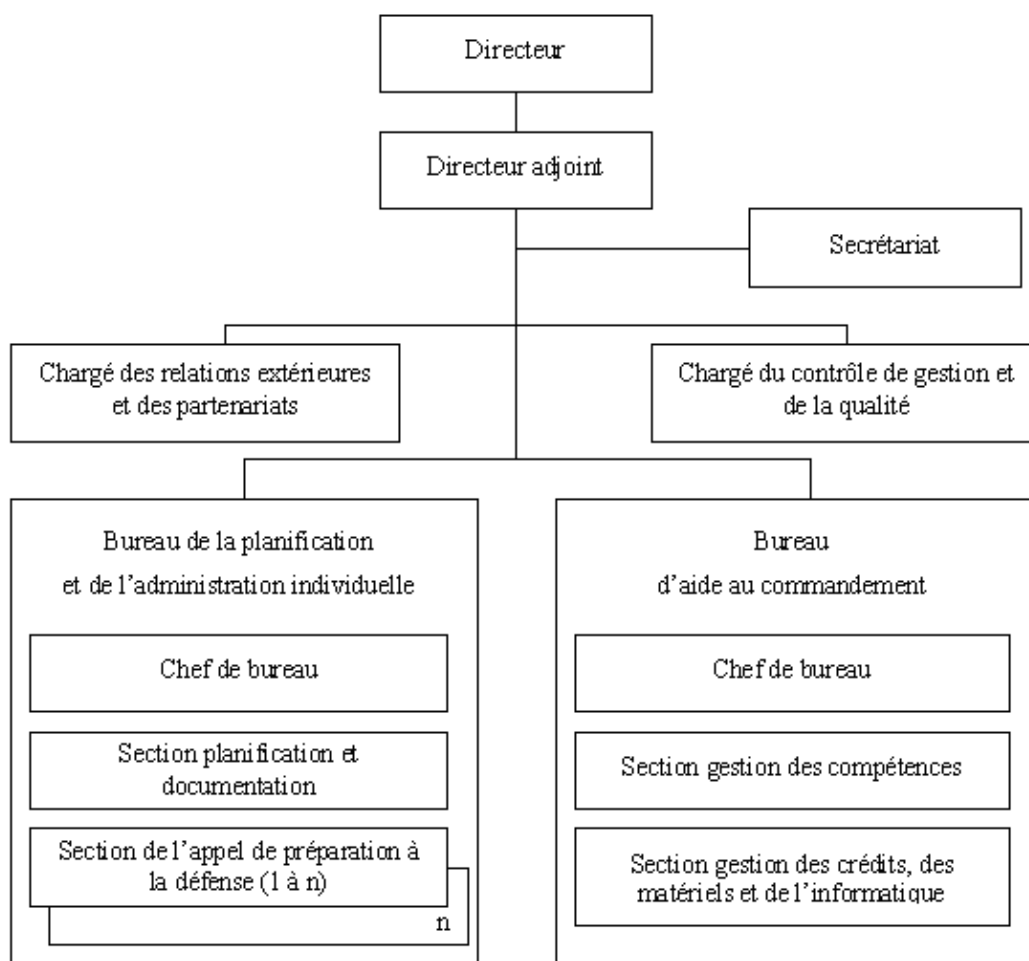 Directeur
Directeur adjoint
Secrétariat
Chargé des relations extérieures
et des partenariats
Chargé du contrôle de gestion et
de la qualité
Bureau de la planification
et de l’administration individuelle
Chef de bureau
Section planification et
documentation
Section de l’appel de préparation à
la défense (1 à n)
n
Bureau
d’aide au commandement
Chef de bureau
Section gestion des compétences
Section gestion des crédits, des
matériels et de l’informatique